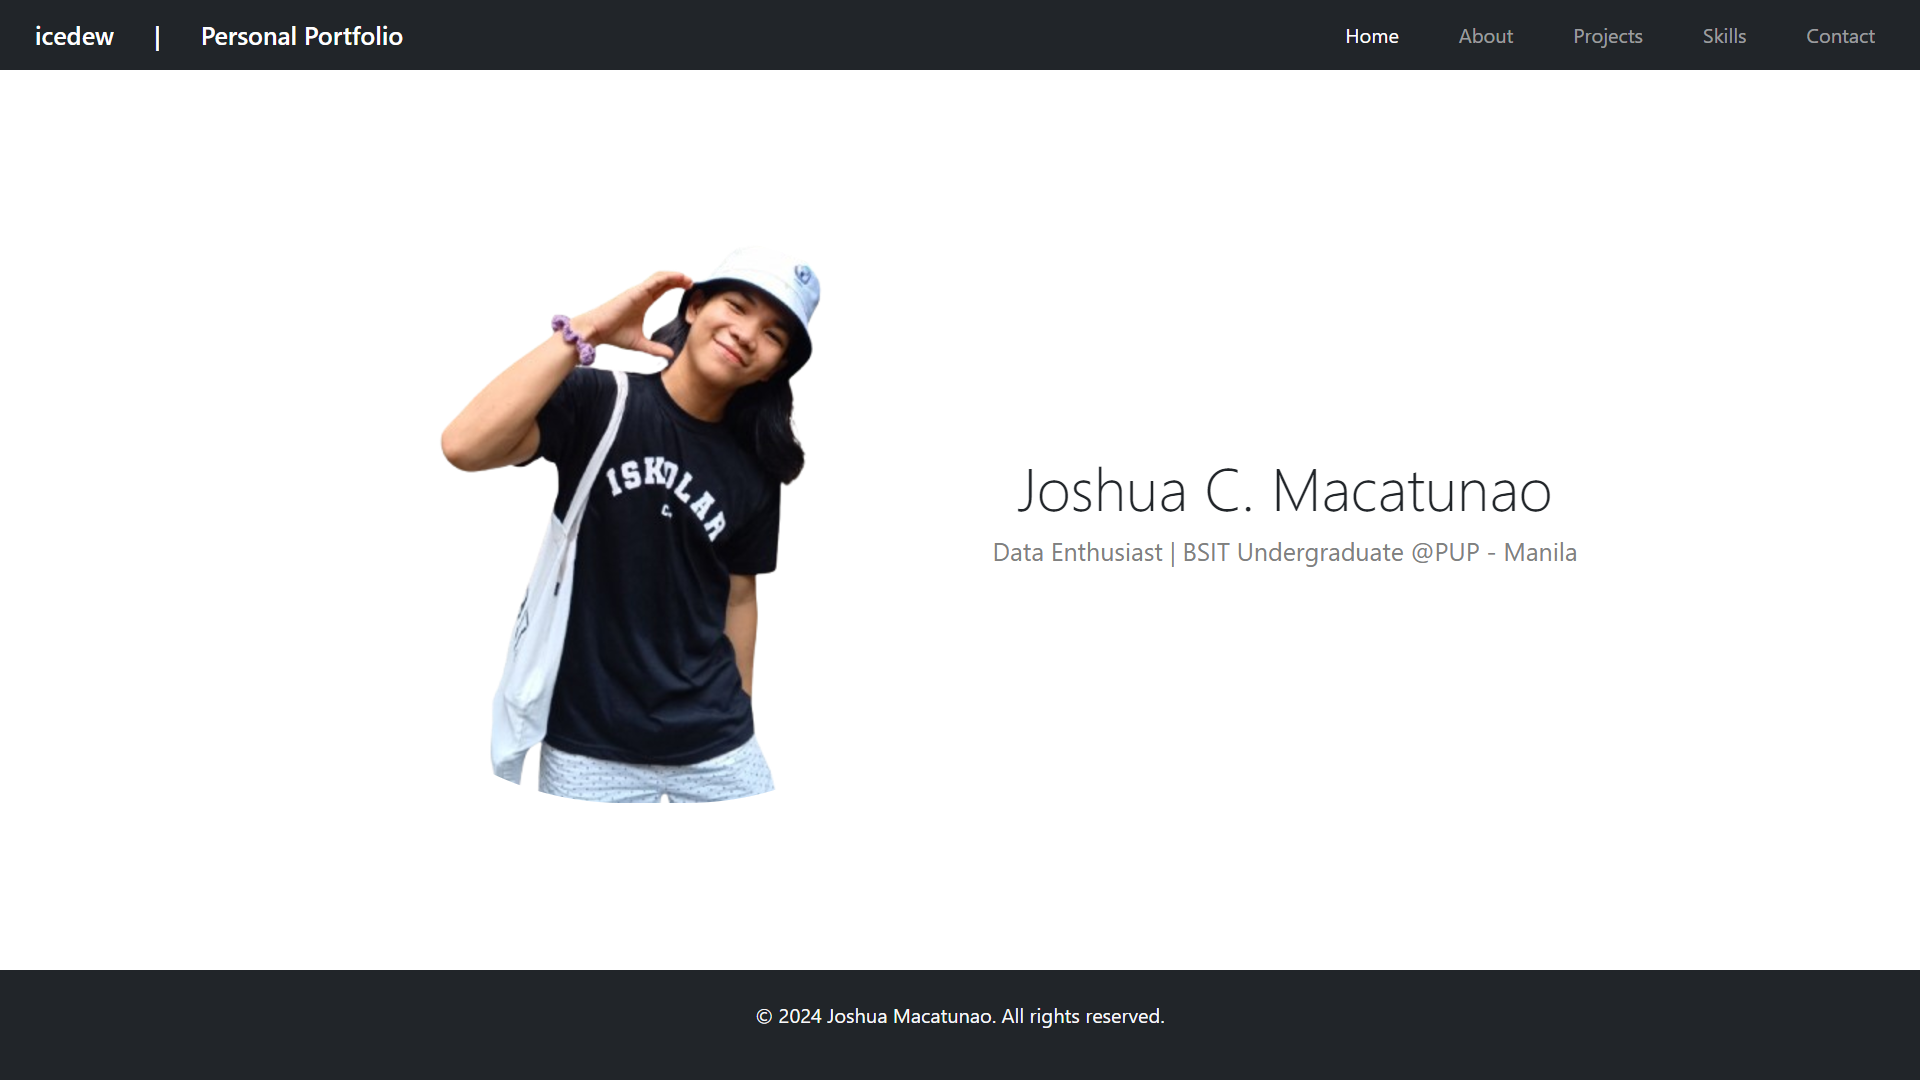 icedew | Personal Portfolio
Home About Projects Skills Contact
ISKOLAR
Joshua C. Macatunao
Data Enthusiast | BSIT Undergraduate @PUP - Manila
© 2024 Joshua Macatunao. All rights reserved.